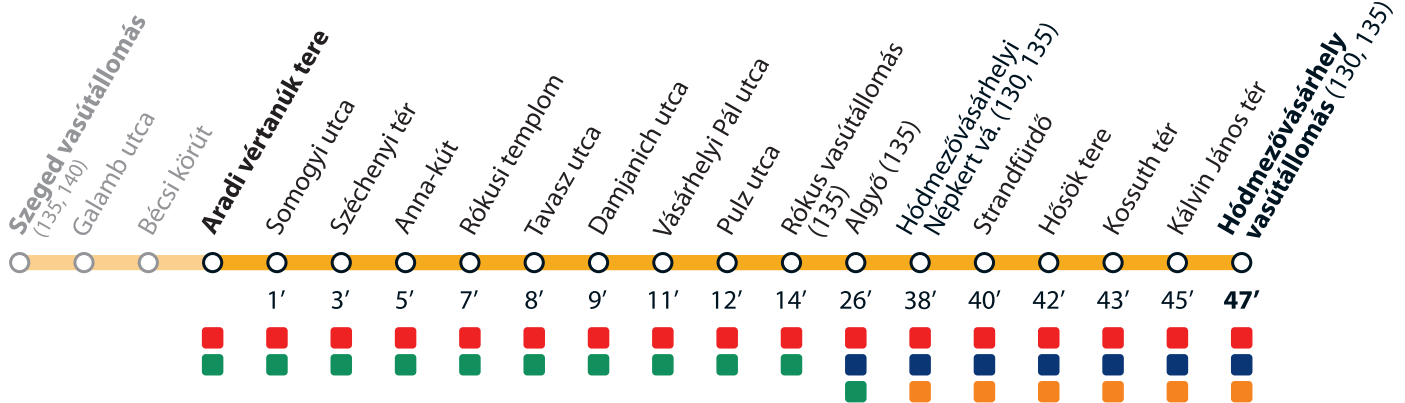 Szeged vasútállomás
(135, 140)
Galamb utca
Bécsi körút
Aradi vértanúk tere
Somogyi utca
Széchenyi tér
Anna-kút
Rókusi templom
Tavasz utca
Damjanich utca
Vásárhelyi Pál utca
Pulz utca
Rókus vasútállomás
(135)
Algyő (135)
Hódmezővásárhelyi
Népkert vá. (130, 135)
Strandfürdő
Hősök tere
Kossuth tér
Kálvin János tér
Hódmezővásárhely
vasútállomás (130, 135)
1’ 3’ 5’ 7’ 8’ 9’ 11’ 12’ 14’ 26’ 38’ 40’ 42’ 43’ 45’ 47’